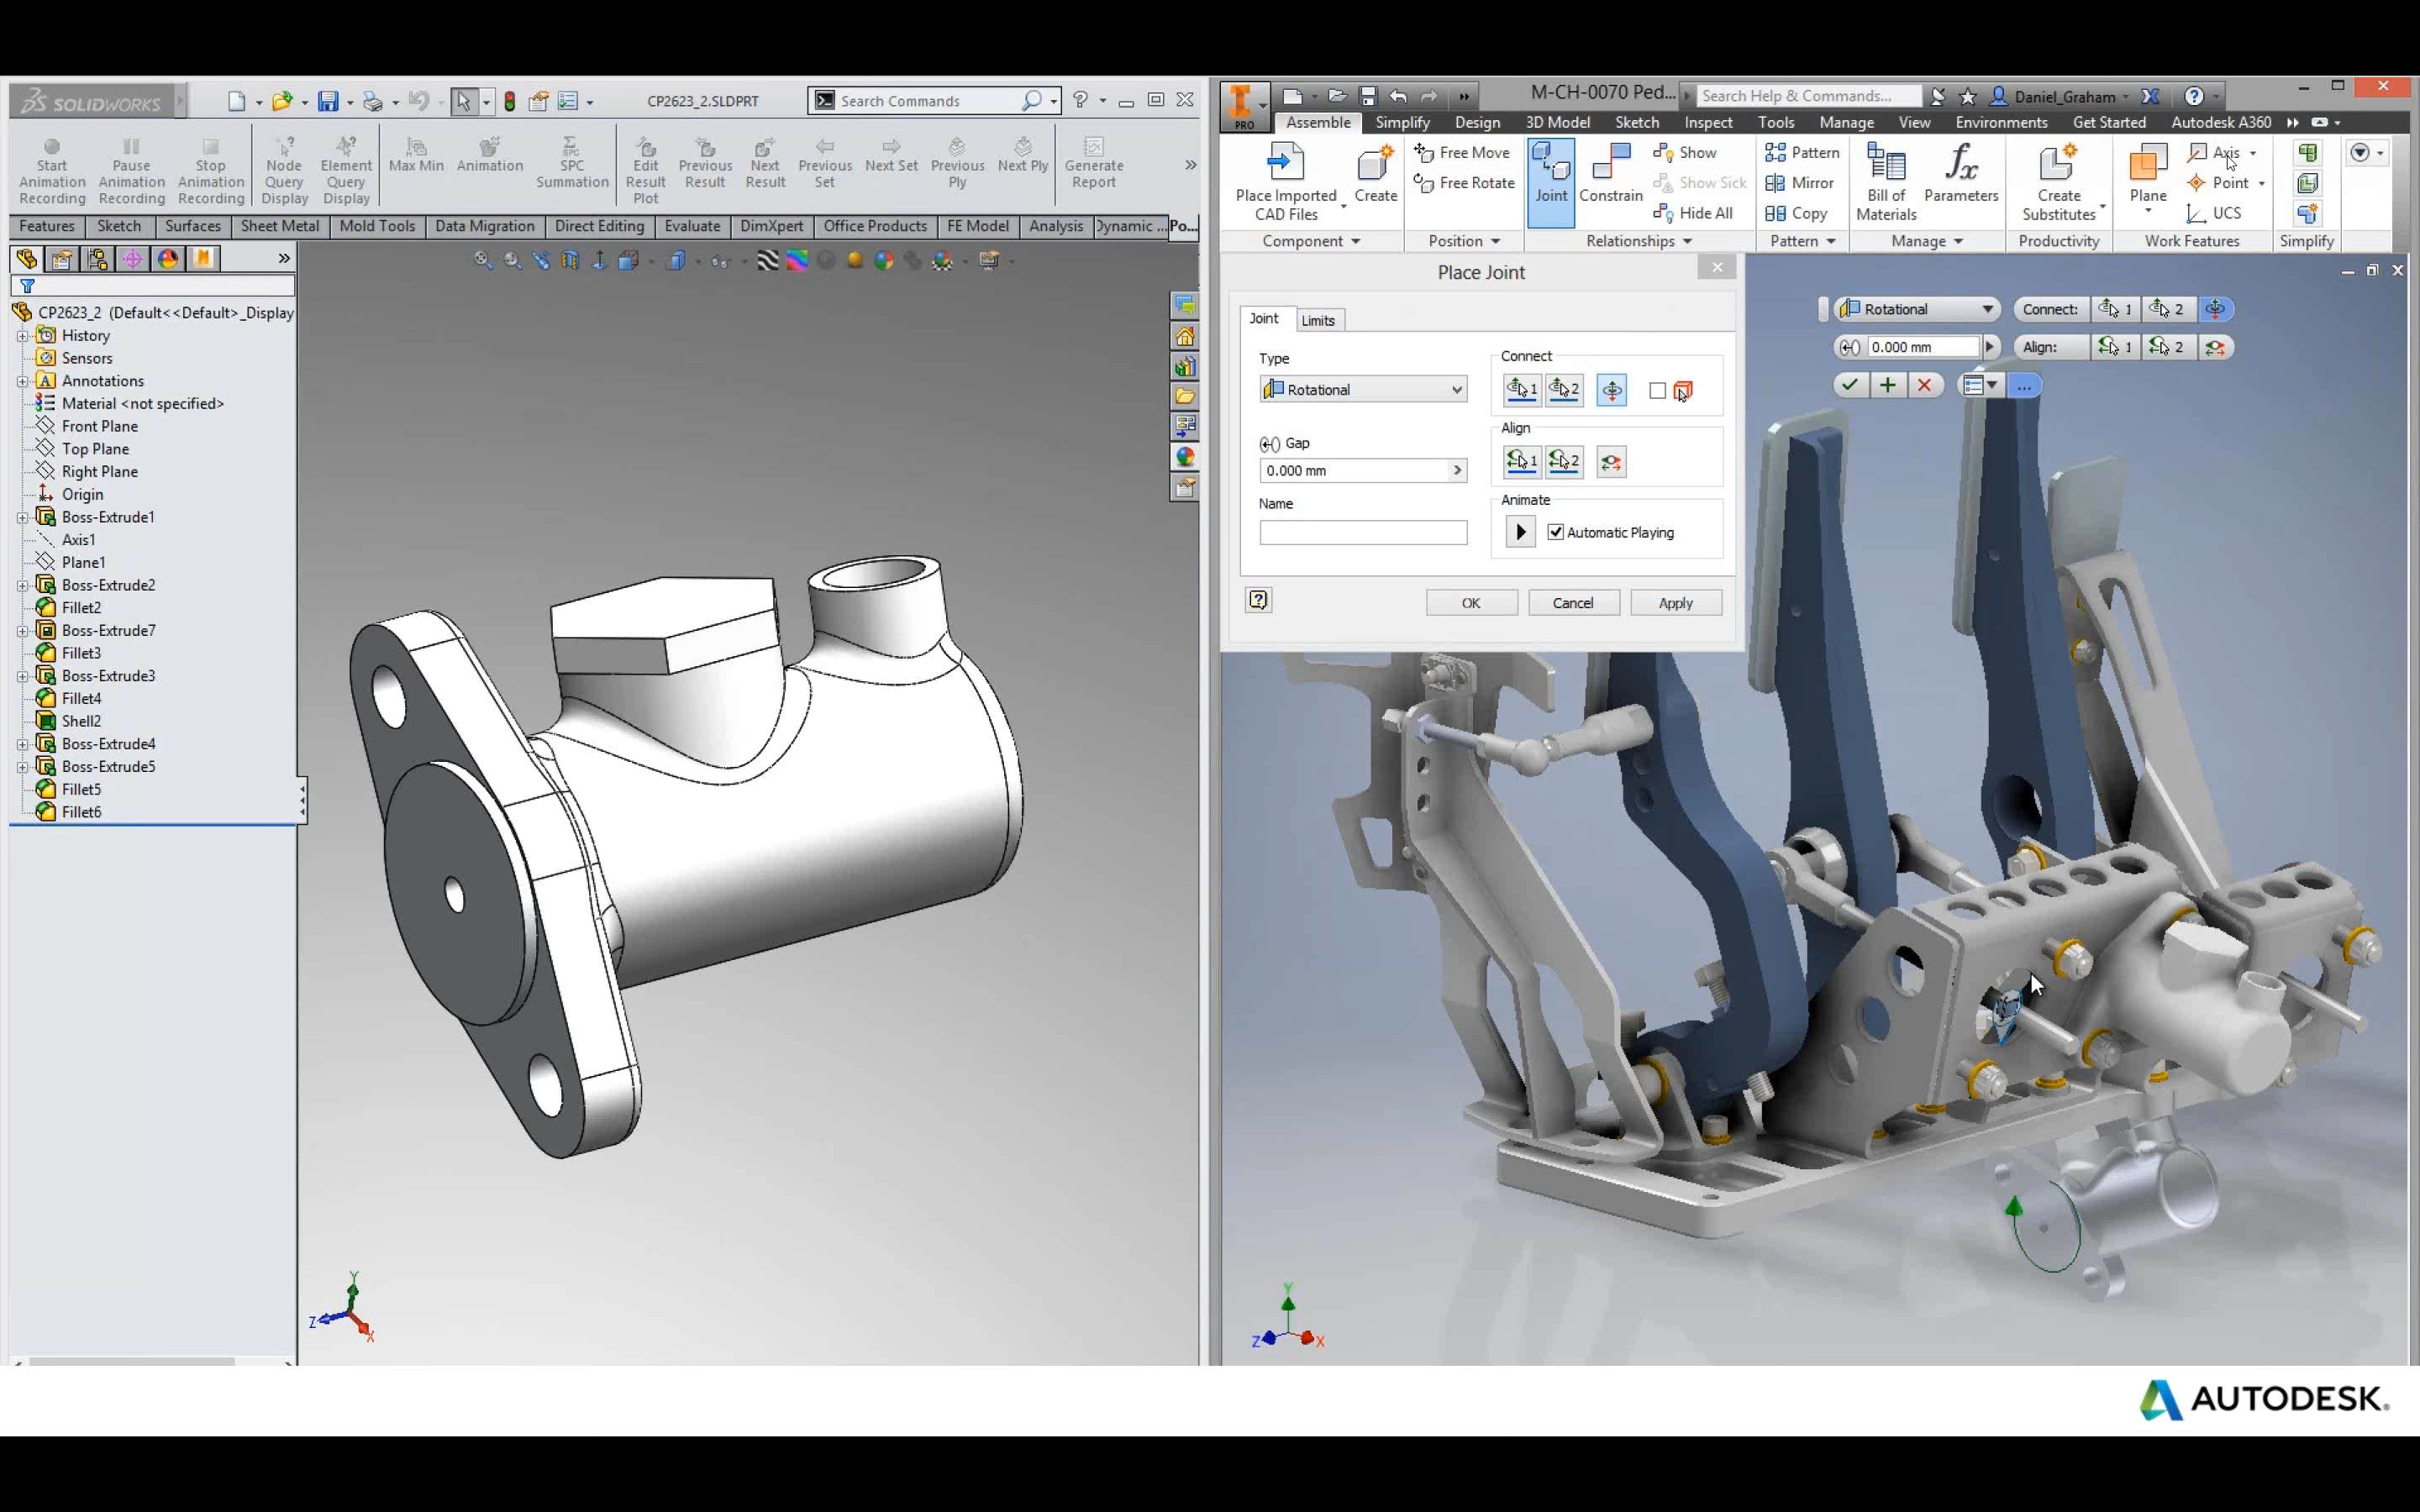 SOLIDWORKS
CP2623_2.SLDPRT
Search Commands
Start Animation Recording
Pause Animation Recording
Stop Animation Recording
Node Query Display
Element Query Display
Max Min
Animation
SPC Summation
Edit Result Plot
Previous Result
Next Result
Previous Set
Next Set
Previous Ply
Next Ply
Generate Report
Features
Sketch
Surfaces
Sheet Metal
Mold Tools
Data Migration
Direct Editing
Evaluate
DimXpert
Office Products
FE Model
Analysis
Dynamic ...
Po...
CP2623_2 (Default<<Default>_Display
History
Sensors
Annotations
Material <not specified>
Front Plane
Top Plane
Right Plane
Origin
Boss-Extrude1
Axis1
Plane1
Boss-Extrude2
Fillet2
Boss-Extrude7
Fillet3
Boss-Extrude3
Fillet4
Shell2
Boss-Extrude4
Boss-Extrude5
Fillet5
Fillet6
Y
Z
X
PRO
M-CH-0070 Ped...
Search Help & Commands...
Daniel_Graham
Assemble
Simplify
Design
3D Model
Sketch
Inspect
Tools
Manage
View
Environments
Get Started
Autodesk A360
Place Imported CAD Files
Create
Free Move
Free Rotate
Joint
Constrain
Show
Show Sick
Hide All
Pattern
Mirror
Copy
Bill of Materials
fx
Parameters
Create Substitutes
Plane
Axis
Point
UCS
Component
Position
Relationships
Pattern
Manage
Productivity
Work Features
Simplify
Place Joint
Joint
Limits
Type
Rotational
Gap
0.000 mm
Name
Connect
1
2
Align
1
2
Animate
Automatic Playing
OK
Cancel
Apply
Rotational
Connect:
1
2
0.000 mm
Align:
1
2
...
Y
Z
X
AUTODESK.